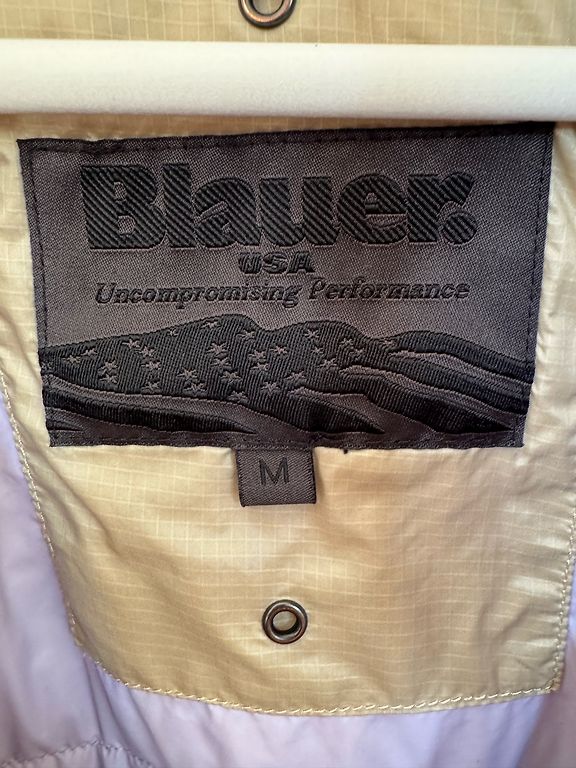 Blauer.
USA
Uncompromising Performance
M